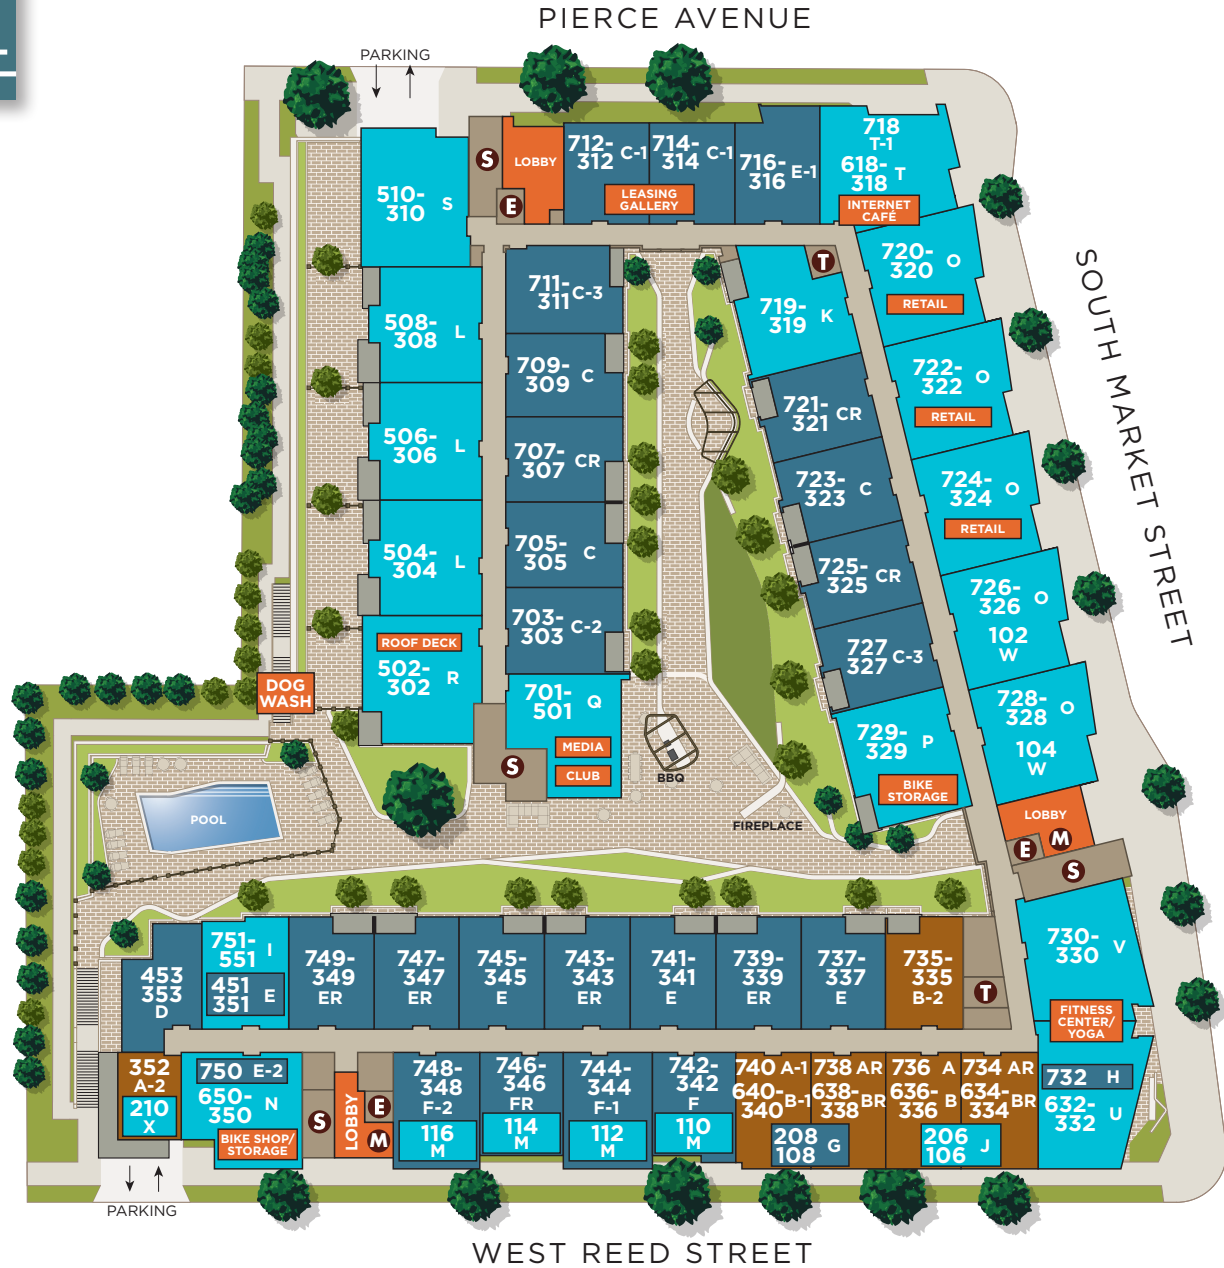 PIERCE AVENUE
PARKING
S
LOBBY
E
712-
312 C-1
714-
314 C-1
LEASING
GALLERY
716-
316 E-1
718
T-1
618-
318 T
INTERNET
CAFÉ
510-
310 S
711-
311 C-3
719-
319 K
T
720-
320 O
RETAIL
508-
308 L
709-
309 C
721-
321 CR
722-
322 O
RETAIL
506-
306 L
707-
307 CR
723-
323 C
724-
324 O
RETAIL
504-
304 L
705-
305 C
725-
325 CR
726-
326 O
102
W
ROOF DECK
502-
302 R
703-
303 C-2
727
327 C-3
728-
328 O
104
W
SOUTH MARKET STREET
DOG
WASH
701-
501 Q
MEDIA
CLUB
S
BBQ
FIREPLACE
729-
329 P
BIKE
STORAGE
LOBBY
E
M
S
POOL
453
353
D
751-
551 I
451
351 E
749-
349
ER
747-
347
ER
745-
345
E
743-
343
ER
741-
341
E
739-
339
ER
737-
337
E
735-
335
B-2
T
730-
330 V
FITNESS
CENTER/
YOGA
352
A-2
210
X
750 E-2
650-
350 N
BIKE SHOP/
STORAGE
S
LOBBY
E
M
748-
348
F-2
116
M
746-
346
FR
114
M
744-
344
F-1
112
M
742-
342
F
110
M
740 A-1
640-
340 B-1
738 AR
638-
338 BR
208
108 G
736 A
636-
336 B
734 AR
634-
334 BR
206
106 J
732 H
632-
332 U
PARKING
WEST REED STREET